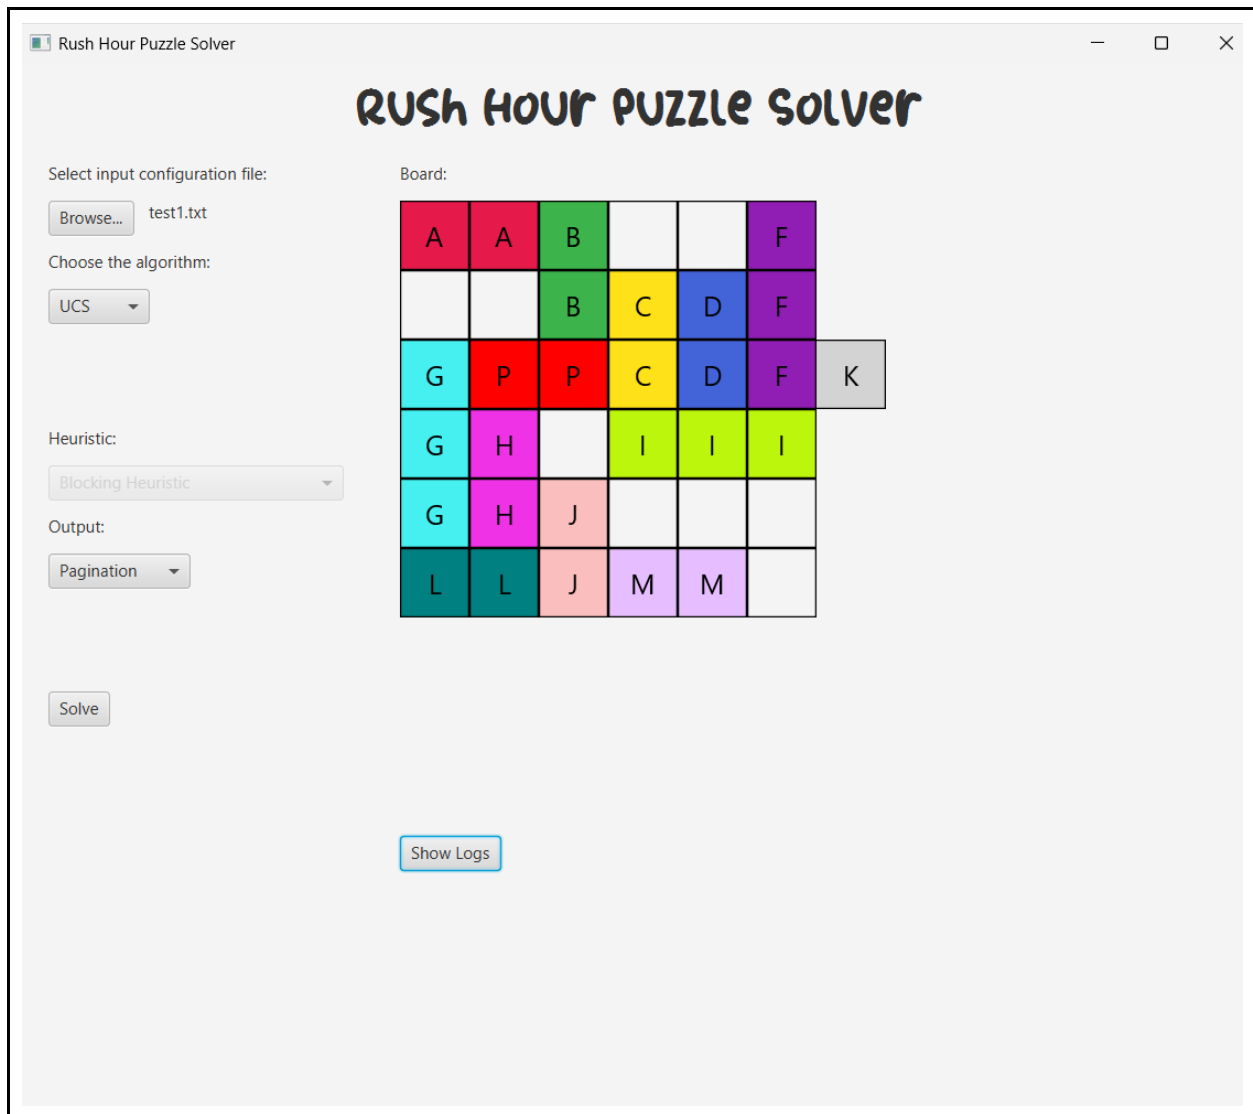 Rush Hour Puzzle Solver
Rush Hour Puzzle Solver
Select input configuration file:
Browse... test1.txt
Choose the algorithm:
UCS
Heuristic:
Blocking Heuristic
Output:
Pagination
Solve
Board:
A A B F
B C D F
G P P C D F K
G H I I I
G H J
L L J M M
Show Logs